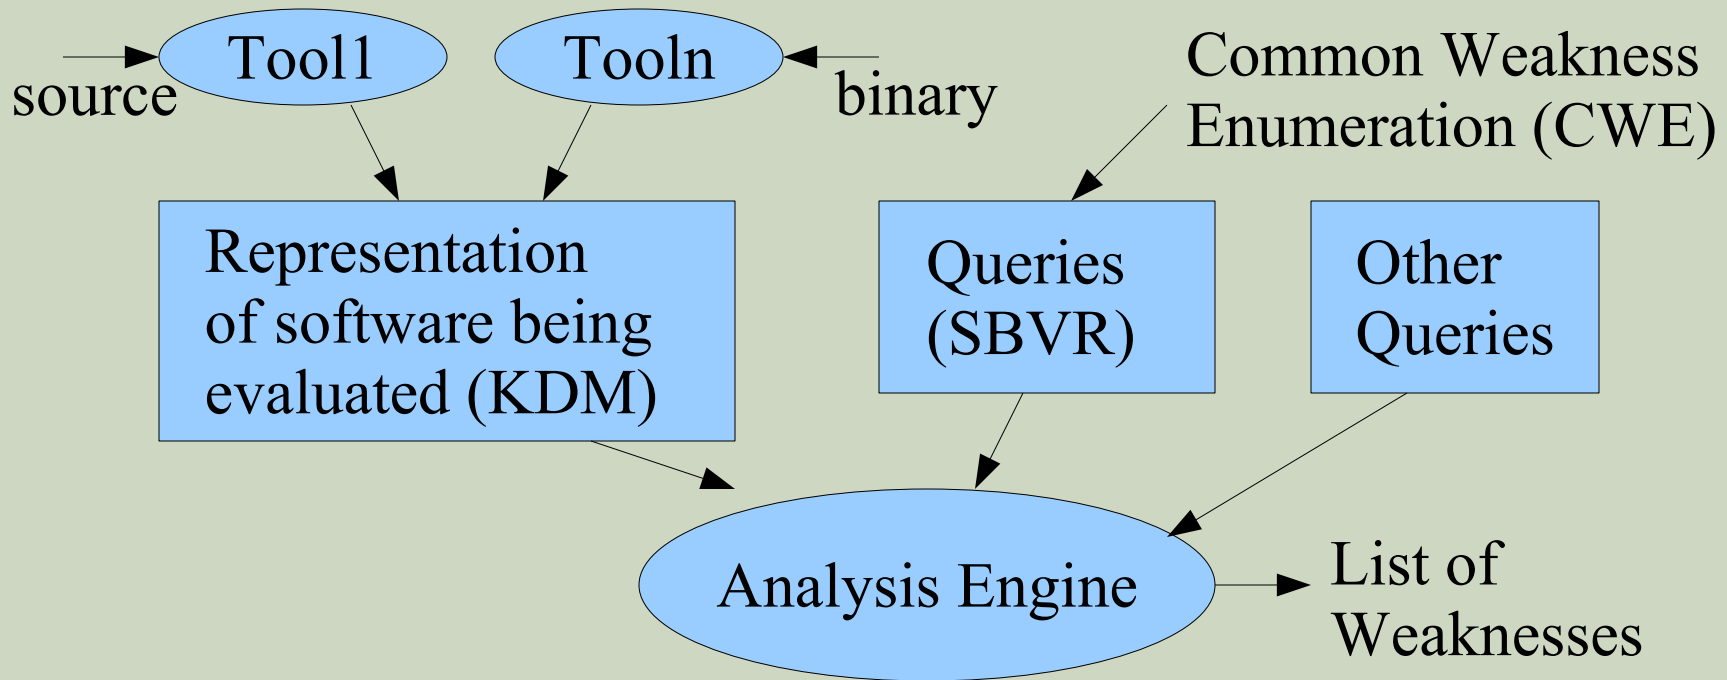 Tool1
Tooln
source
binary
Common Weakness
Enumeration (CWE)
Representation
of software being
evaluated (KDM)
Queries
(SBVR)
Other
Queries
Analysis Engine
List of
Weaknesses